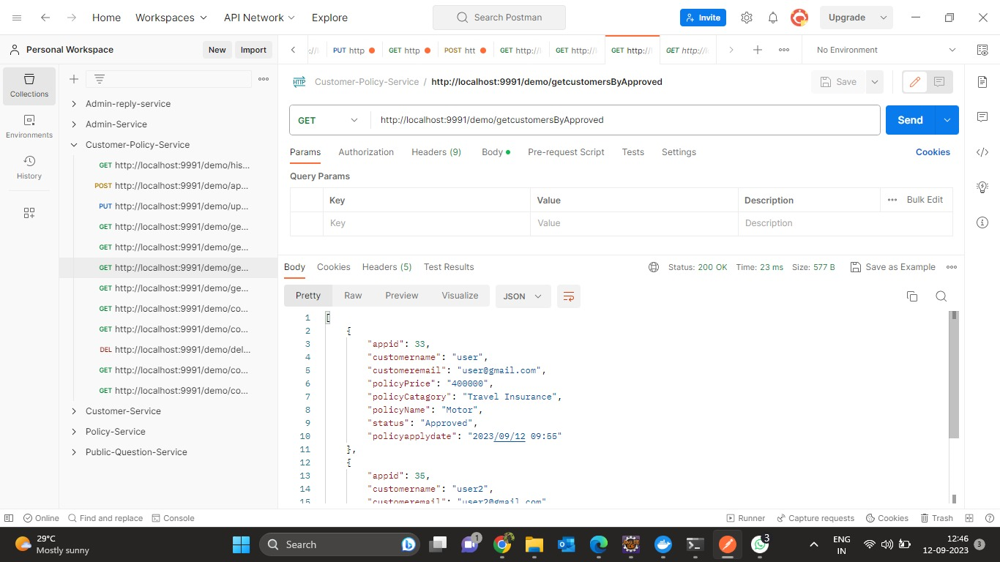 Home Workspaces API Network Explore Search Postman Invite Upgrade
Personal Workspace New Import PUT http GET http POST htt GET http:// GET http:// GET http:// GET http:// No Environment
Collections
Environments
History
Admin-reply-service
Admin-Service
Customer-Policy-Service
GET http://localhost:9991/demo/his...
POST http://localhost:9991/demo/ap...
PUT http://localhost:9991/demo/up...
GET http://localhost:9991/demo/ge...
GET http://localhost:9991/demo/ge...
GET http://localhost:9991/demo/ge...
GET http://localhost:9991/demo/ge...
GET http://localhost:9991/demo/co...
GET http://localhost:9991/demo/co...
DEL http://localhost:9991/demo/del...
GET http://localhost:9991/demo/co...
GET http://localhost:9991/demo/co...
Customer-Service
Policy-Service
Public-Question-Service
HTTP Customer-Policy-Service / http://localhost:9991/demo/getcustomersByApproved Save
GET http://localhost:9991/demo/getcustomersByApproved Send
Params Authorization Headers (9) Body Pre-request Script Tests Settings Cookies
Query Params
Key Value Description Bulk Edit
Key Value Description
Body Cookies Headers (5) Test Results Status: 200 OK Time: 23 ms Size: 577 B Save as Example
Pretty Raw Preview Visualize JSON
1 [
2 {
3 "appid": 33,
4 "customername": "user",
5 "customeremail": "user@gmail.com",
6 "policyPrice": "400000",
7 "policyCatagory": "Travel Insurance",
8 "policyName": "Motor",
9 "status": "Approved",
10 "policyapplydate": "2023/09/12 09:55"
11 },
12 {
13 "appid": 35,
14 "customername": "user2",
15 "customeremail": "user2@gmail.com"
Online Find and replace Console Runner Capture requests Cookies Trash
29°C
Mostly sunny
Search
1
3
ENG
IN
12:46
12-09-2023
3